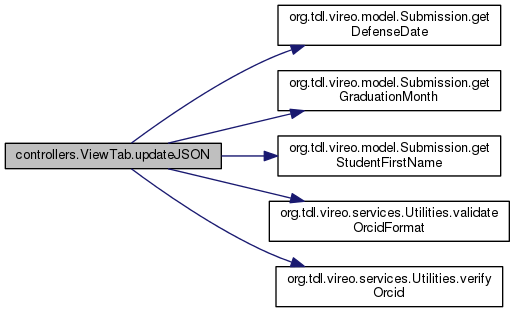 org.tdl.vireo.model.Submission.get
DefenseDate
org.tdl.vireo.model.Submission.get
GraduationMonth
controllers.ViewTab.updateJSON
org.tdl.vireo.model.Submission.get
StudentFirstName
org.tdl.vireo.services.Utilities.validate
OrcidFormat
org.tdl.vireo.services.Utilities.verify
Orcid